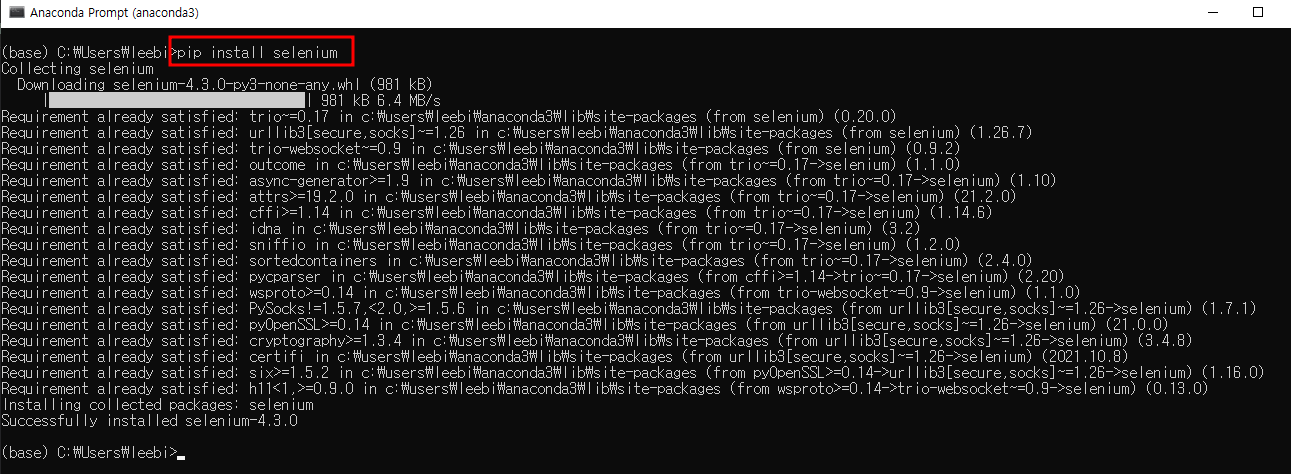 Anaconda Prompt (anaconda3)
(base) C:₩Users₩leebi>pip install selenium
Collecting selenium
  Downloading selenium-4.3.0-py3-none-any.whl (981 kB)
     |████████████████████████████████| 981 kB 6.4 MB/s
Requirement already satisfied: trio~=0.17 in c:₩users₩leebi₩anaconda3₩lib₩site-packages (from selenium) (0.20.0)
Requirement already satisfied: urllib3[secure,socks]~=1.26 in c:₩users₩leebi₩anaconda3₩lib₩site-packages (from selenium) (1.26.7)
Requirement already satisfied: trio-websocket~=0.9 in c:₩users₩leebi₩anaconda3₩lib₩site-packages (from selenium) (0.9.2)
Requirement already satisfied: outcome in c:₩users₩leebi₩anaconda3₩lib₩site-packages (from trio~=0.17->selenium) (1.1.0)
Requirement already satisfied: async-generator>=1.9 in c:₩users₩leebi₩anaconda3₩lib₩site-packages (from trio~=0.17->selenium) (1.10)
Requirement already satisfied: attrs>=19.2.0 in c:₩users₩leebi₩anaconda3₩lib₩site-packages (from trio~=0.17->selenium) (21.2.0)
Requirement already satisfied: cffi>=1.14 in c:₩users₩leebi₩anaconda3₩lib₩site-packages (from trio~=0.17->selenium) (1.14.6)
Requirement already satisfied: idna in c:₩users₩leebi₩anaconda3₩lib₩site-packages (from trio~=0.17->selenium) (3.2)
Requirement already satisfied: sniffio in c:₩users₩leebi₩anaconda3₩lib₩site-packages (from trio~=0.17->selenium) (1.2.0)
Requirement already satisfied: sortedcontainers in c:₩users₩leebi₩anaconda3₩lib₩site-packages (from trio~=0.17->selenium) (2.4.0)
Requirement already satisfied: pycparser in c:₩users₩leebi₩anaconda3₩lib₩site-packages (from cffi>=1.14->trio~=0.17->selenium) (2.20)
Requirement already satisfied: wsproto>=0.14 in c:₩users₩leebi₩anaconda3₩lib₩site-packages (from trio-websocket~=0.9->selenium) (1.1.0)
Requirement already satisfied: PySocks!=1.5.7,<2.0,>=1.5.6 in c:₩users₩leebi₩anaconda3₩lib₩site-packages (from urllib3[secure,socks]~=1.26->selenium) (1.7.1)
Requirement already satisfied: pyOpenSSL>=0.14 in c:₩users₩leebi₩anaconda3₩lib₩site-packages (from urllib3[secure,socks]~=1.26->selenium) (21.0.0)
Requirement already satisfied: cryptography>=1.3.4 in c:₩users₩leebi₩anaconda3₩lib₩site-packages (from urllib3[secure,socks]~=1.26->selenium) (3.4.8)
Requirement already satisfied: certifi in c:₩users₩leebi₩anaconda3₩lib₩site-packages (from urllib3[secure,socks]~=1.26->selenium) (2021.10.8)
Requirement already satisfied: six>=1.5.2 in c:₩users₩leebi₩anaconda3₩lib₩site-packages (from pyOpenSSL>=0.14->urllib3[secure,socks]~=1.26->selenium) (1.16.0)
Requirement already satisfied: h11<1,>=0.9.0 in c:₩users₩leebi₩anaconda3₩lib₩site-packages (from wsproto>=0.14->trio-websocket~=0.9->selenium) (0.13.0)
Installing collected packages: selenium
Successfully installed selenium-4.3.0
(base) C:₩Users₩leebi>